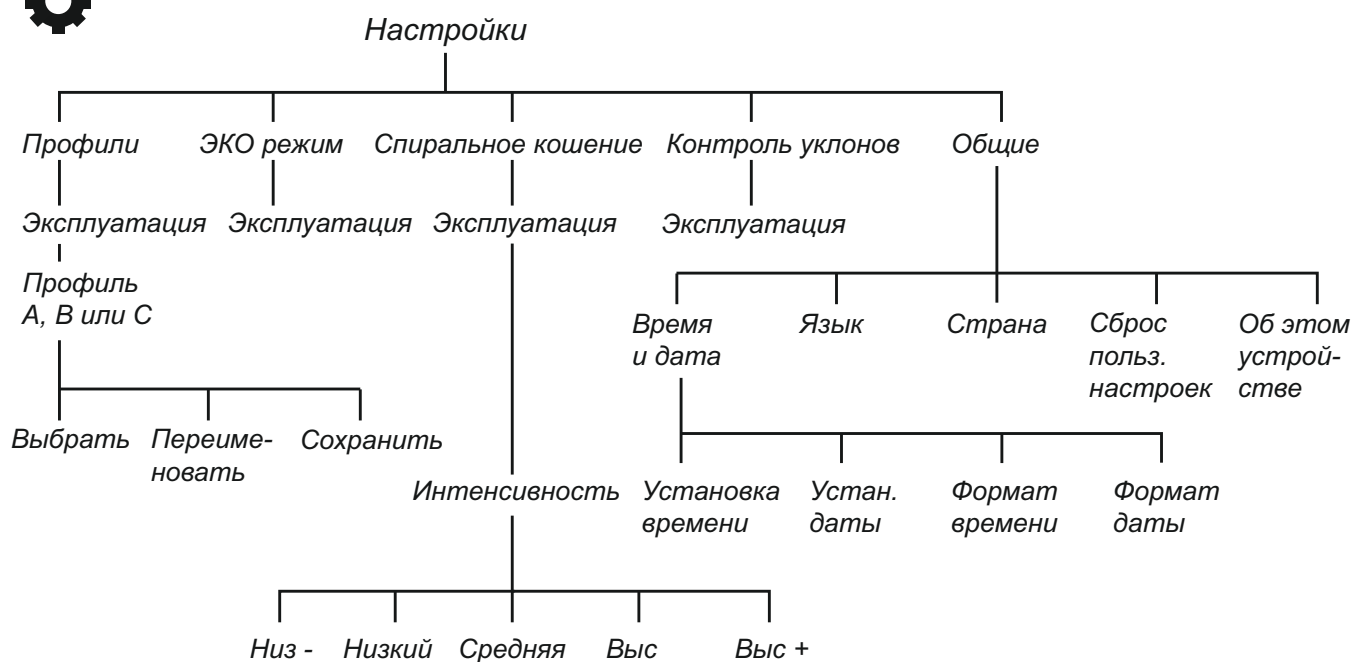 Настройки
Профили ЭКО режим Спиральное кошение Контроль уклонов Общие
Эксплуатация Эксплуатация Эксплуатация Эксплуатация
Профиль
A, B или C
Время
и дата
Язык
Страна
Сброс
польз.
настроек
Об этом
устрой-
стве
Выбрать
Переиме-
новать
Сохранить
Интенсивность
Установка
времени
Устан.
даты
Формат
времени
Формат
даты
Низ - Низкий Средняя Выс Выс +